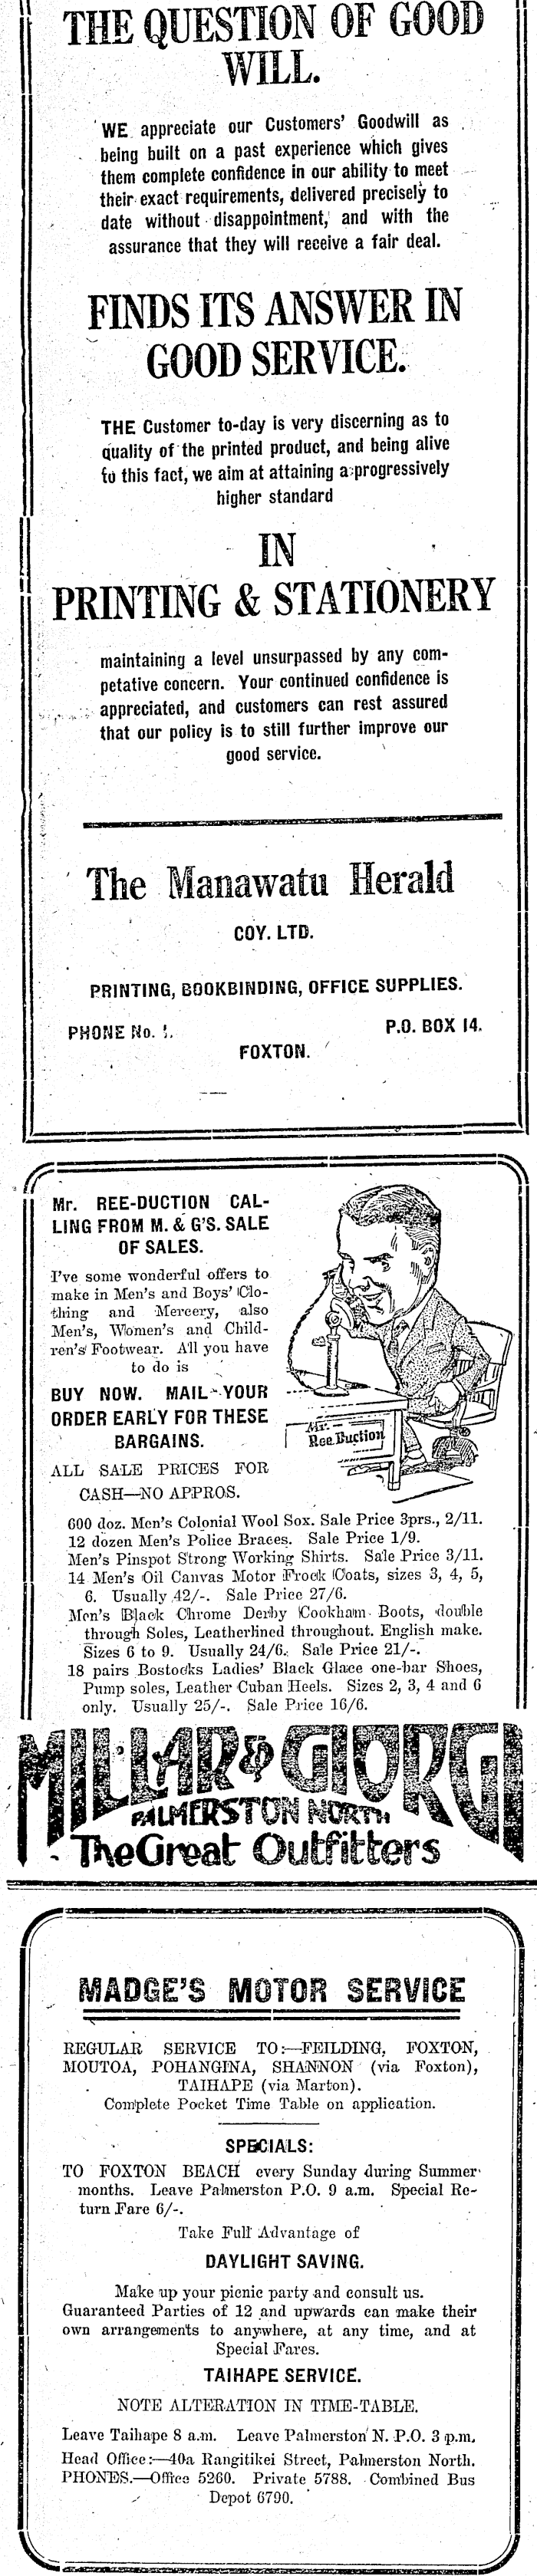 THE QUESTION OF GOOD
WILL.
WE appreciate our Customers' Goodwill as
being built on a past experience which gives
them complete confidence in our ability to meet
their exact requirements, delivered precisely to
date without disappointment, and with the
assurance that they will receive a fair deal.
FINDS ITS ANSWER IN
GOOD SERVICE.
THE Customer to-day is very discerning as to
quality of the printed product, and being alive
to this fact, we aim at attaining a progressively
higher standard
IN
PRINTING & STATIONERY
maintaining a level unsurpassed by any com-
petative concern. Your continued confidence is
appreciated, and customers can rest assured
that our policy is to still further improve our
good service.
The Manawatu Herald
COY. LTD.
PRINTING, BOOKBINDING, OFFICE SUPPLIES.
PHONE No.
P.O. BOX 14.
FOXTON.
Mr. REE-DUCTION CAL-
LING FROM M. & G'S. SALE
OF SALES.
I've some wonderful offers to
make in Men's and Boys' Clo-
thing and Mercery, also
Men's, Women's and Child-
ren's Footwear. All you have
to do is
BUY NOW. MAIL YOUR
ORDER EARLY FOR THESE
BARGAINS.
ALL SALE PRICES FOR
CASH—NO APPROS.
Mr.
Ree Duction
600 doz. Men's Colonial Wool Sox. Sale Price 3prs., 2/11.
12 dozen Men's Police Braces. Sale Price 1/9.
Men's Pinspot Strong Working Shirts. Sale Price 3/11.
14 Men's Oil Canvas Motor Frock Coats, sizes 3, 4, 5,
6. Usually 42/-. Sale Price 27/6.
Men's Black Chrome Derby Cookham Boots, double
through Soles, Leatherlined throughout. English make.
Sizes 6 to 9. Usually 24/6. Sale Price 21/-.
18 pairs Bostocks Ladies' Black Glace one-bar Shoes,
Pump soles, Leather Cuban Heels. Sizes 2, 3, 4 and 6
only. Usually 25/-. Sale Price 16/6.
MILLAR & GIORGI
PALMERSTON NORTH
The Great Outfitters
MADGE'S MOTOR SERVICE
REGULAR SERVICE TO:—FEILDING, FOXTON,
MOUTOA, POHANGINA, SHANNON (via Foxton),
TAIHAPE (via Marton).
Complete Pocket Time Table on application.
SPECIALS:
TO FOXTON BEACH every Sunday during Summer
months. Leave Palmerston P.O. 9 a.m. Special Re-
turn Fare 6/-.
Take Full Advantage of
DAYLIGHT SAVING.
Make up your picnic party and consult us.
Guaranteed Parties of 12 and upwards can make their
own arrangements to anywhere, at any time, and at
Special Fares.
TAIHAPE SERVICE.
NOTE ALTERATION IN TIME-TABLE.
Leave Taihape 8 a.m. Leave Palmerston N. P.O. 3 p.m.
Head Office:—40a Rangitikei Street, Palmerston North.
PHONES.—Office 5260. Private 5788. Combined Bus
Depot 6790.